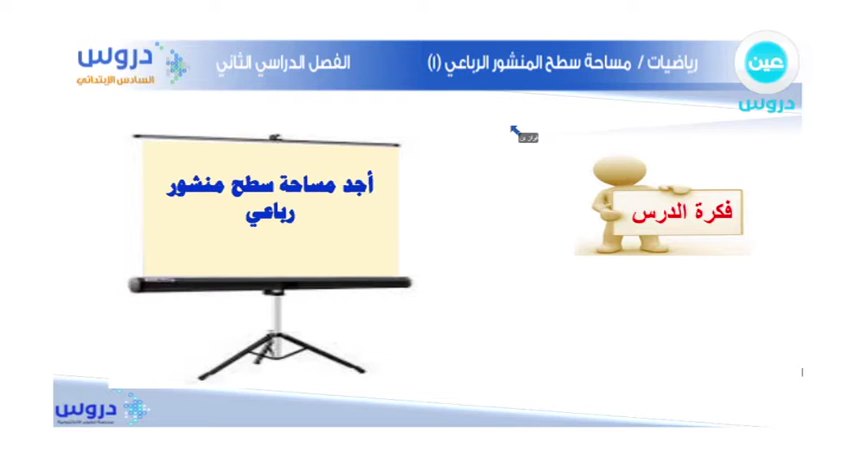 رياضيات / مساحة سطح المنشور الرباعي (١)
الفصل الدراسي الثاني
دروس
السادس الإبتدائي
عين
دروس
فكرة الدرس
أجد مساحة سطح منشور
رباعي
دروس